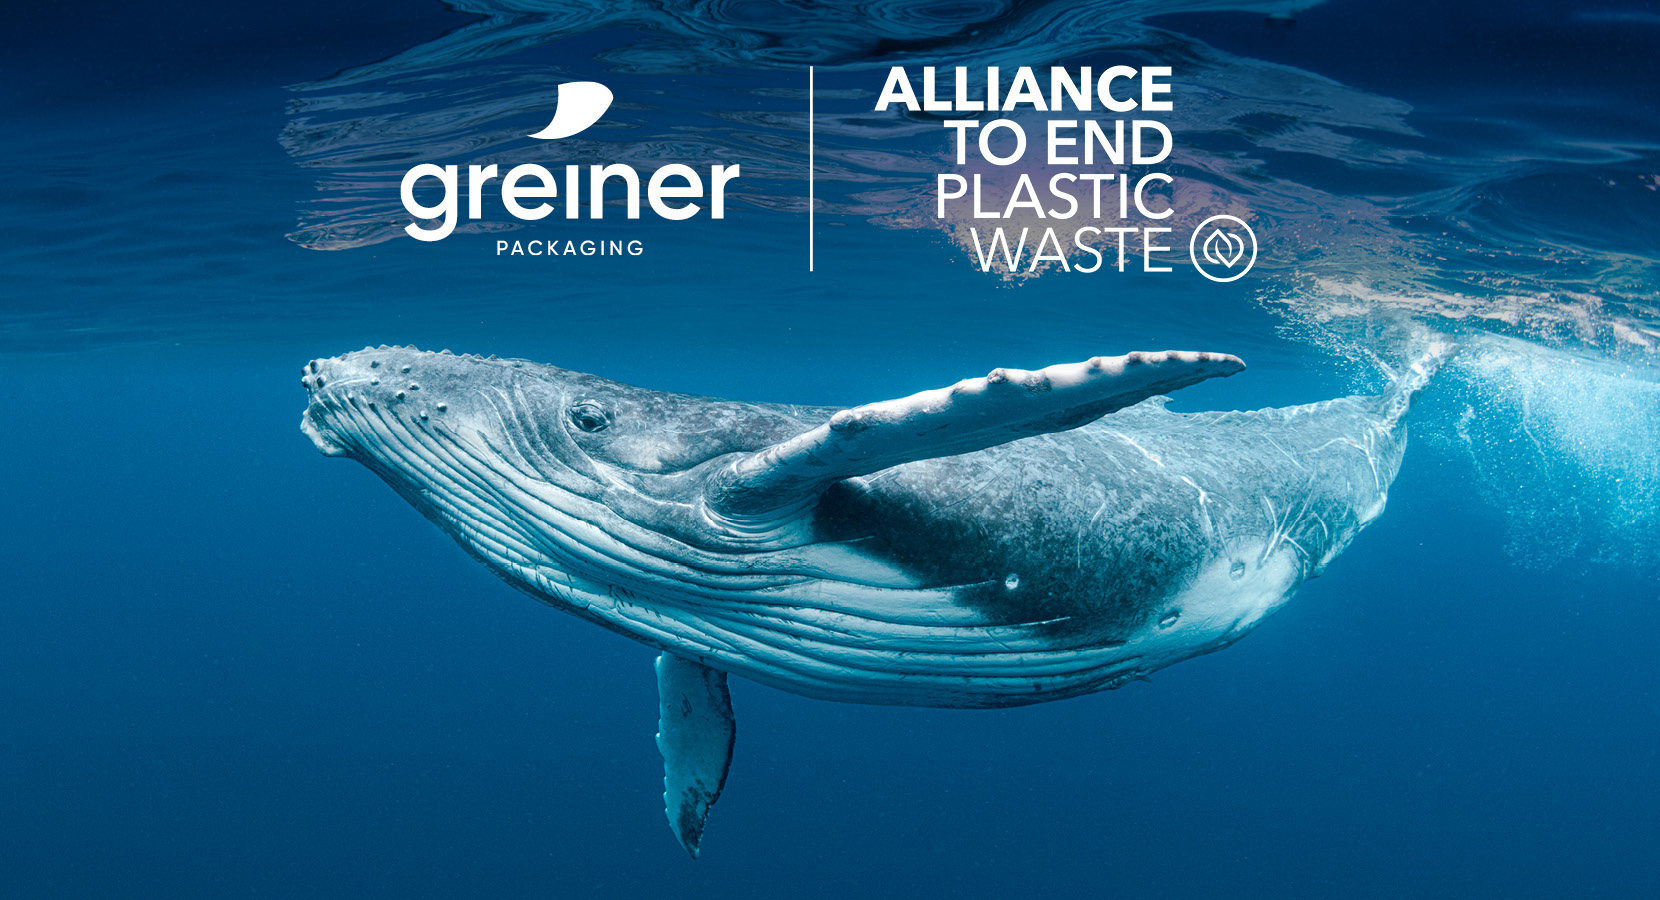 greiner
PACKAGING
ALLIANCE
TO END
PLASTIC
WASTE